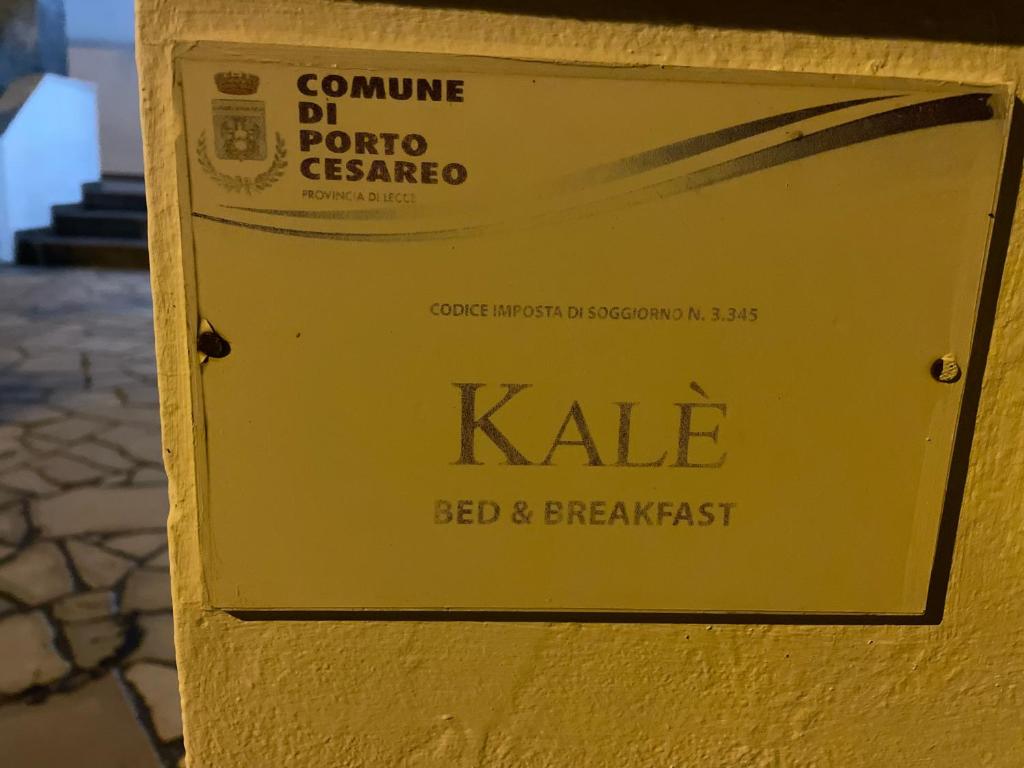 COMUNE
DI
PORTO
CESAREO
PROVINCIA DI LECCE
CODICE IMPOSTA DI SOGGIORNO N. 3.345
KALÈ
BED & BREAKFAST